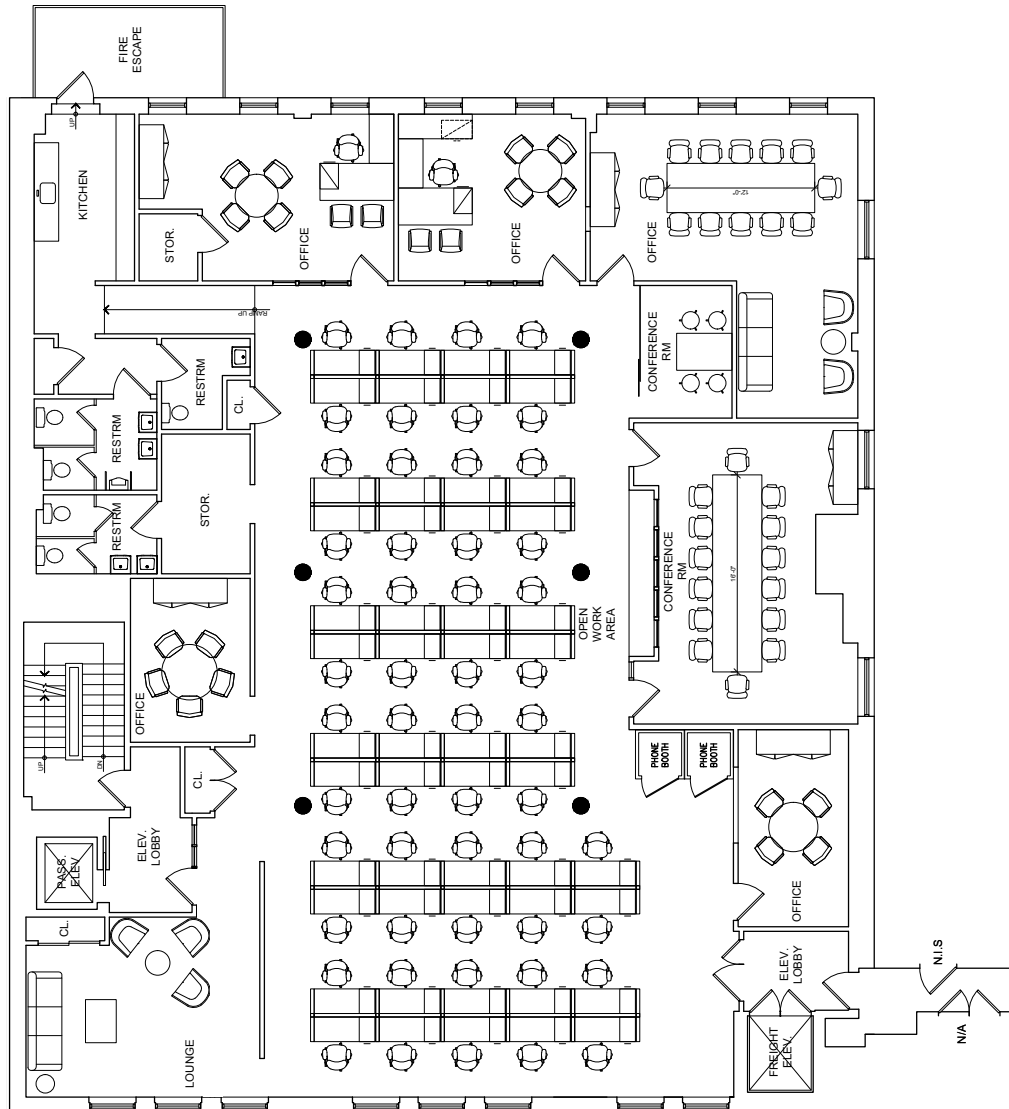 FIRE
ESCAPE
UP
KITCHEN
STOR.
OFFICE
OFFICE
OFFICE
12'-0"
RAMP UP
CONFERENCE
RM
RESTRM
CL.
RESTRM
STOR.
RESTRM
OPEN
WORK
AREA
CONFERENCE
RM
16'-0"
OFFICE
UP
DN
CL.
PHONE
BOOTH
PHONE
BOOTH
ELEV.
LOBBY
PASS.
ELEV.
OFFICE
CL.
ELEV.
LOBBY
N.I.S
LOUNGE
FREIGHT
ELEV.
N/A